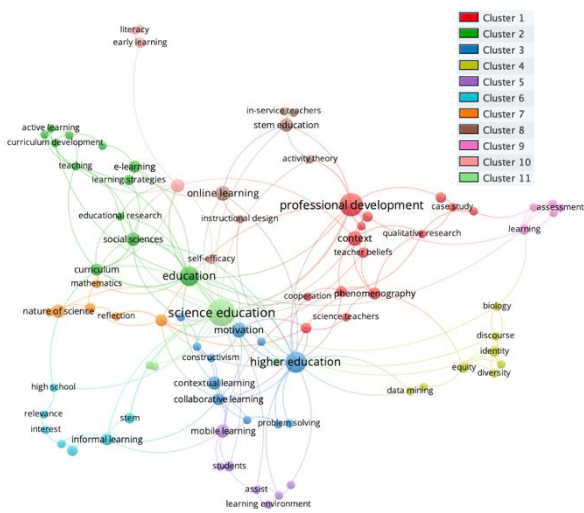 literacy
early learning
Cluster 1
Cluster 2
Cluster 3
Cluster 4
Cluster 5
Cluster 6
Cluster 7
Cluster 8
Cluster 9
Cluster 10
Cluster 11
in-service teachers
stem education
active learning
curriculum development
teaching
e-learning
learning strategies
activity theory
online learning
professional development
case study
assessment
educational research
instructional design
social sciences
context
qualitative research
learning
teacher beliefs
self-efficacy
curriculum
education
mathematics
cooperation
phenomenography
biology
nature of science
reflection
science education
science teachers
motivation
discourse
constructivism
higher education
identity
equity
diversity
high school
contextual learning
data mining
collaborative learning
relevance
stem
interest
informal learning
mobile learning
problem solving
students
assist
learning environment